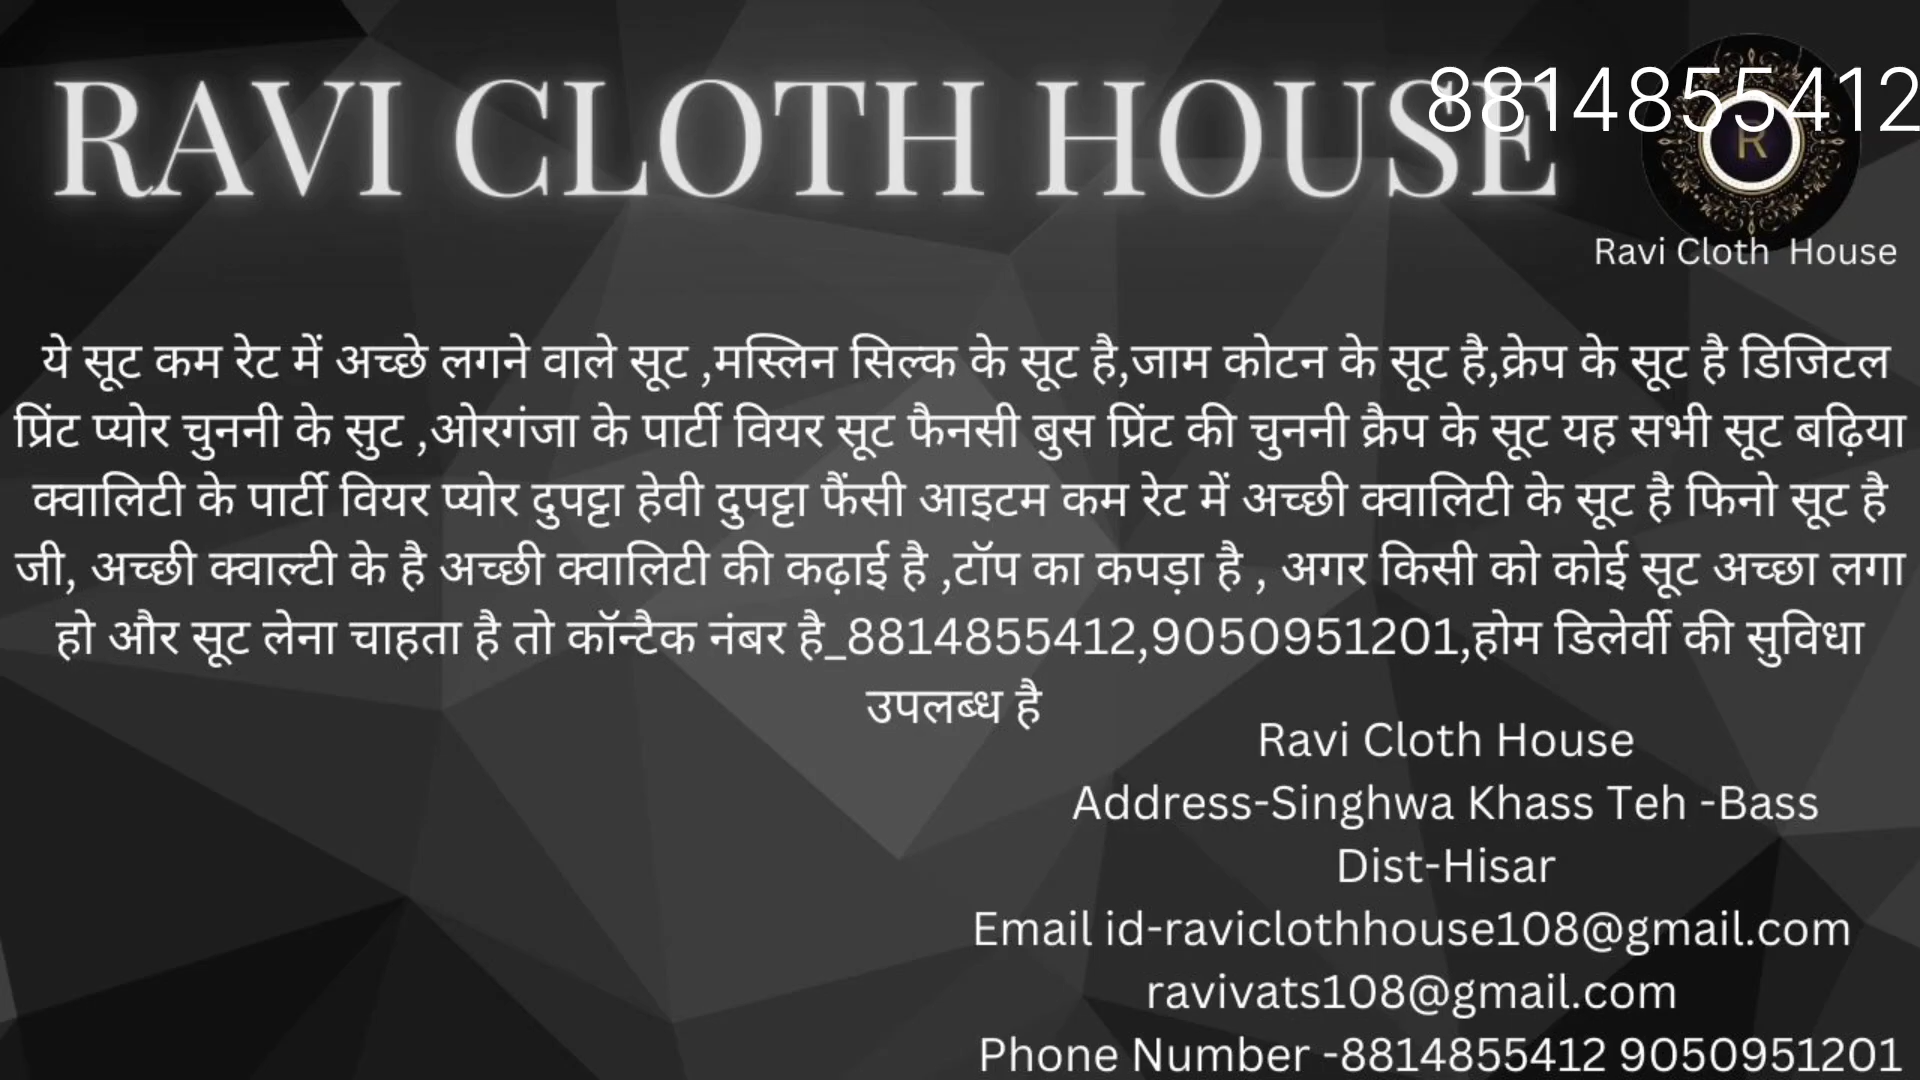 RAVI CLOTH HOUSE
8814855412
R
Ravi Cloth House
ये सूट कम रेट में अच्छे लगने वाले सूट ,मस्लिन सिल्क के सूट है,जाम कोटन के सूट है,क्रेप के सूट है डिजिटल
प्रिंट प्योर चुननी के सुट ,ओरगंजा के पार्टी वियर सूट फैनसी बुस प्रिंट की चुननी क्रैप के सूट यह सभी सूट बढ़िया
क्वालिटी के पार्टी वियर प्योर दुपट्टा हेवी दुपट्टा फैंसी आइटम कम रेट में अच्छी क्वालिटी के सूट है फिनो सूट है
जी, अच्छी क्वाल्टी के है अच्छी क्वालिटी की कढ़ाई है ,टॉप का कपड़ा है , अगर किसी को कोई सूट अच्छा लगा
हो और सूट लेना चाहता है तो कॉन्टैक नंबर है_8814855412,9050951201,होम डिलेर्वी की सुविधा
उपलब्ध है
Ravi Cloth House
Address-Singhwa Khass Teh -Bass
Dist-Hisar
Email id-raviclothhouse108@gmail.com
ravivats108@gmail.com
Phone Number -8814855412 9050951201